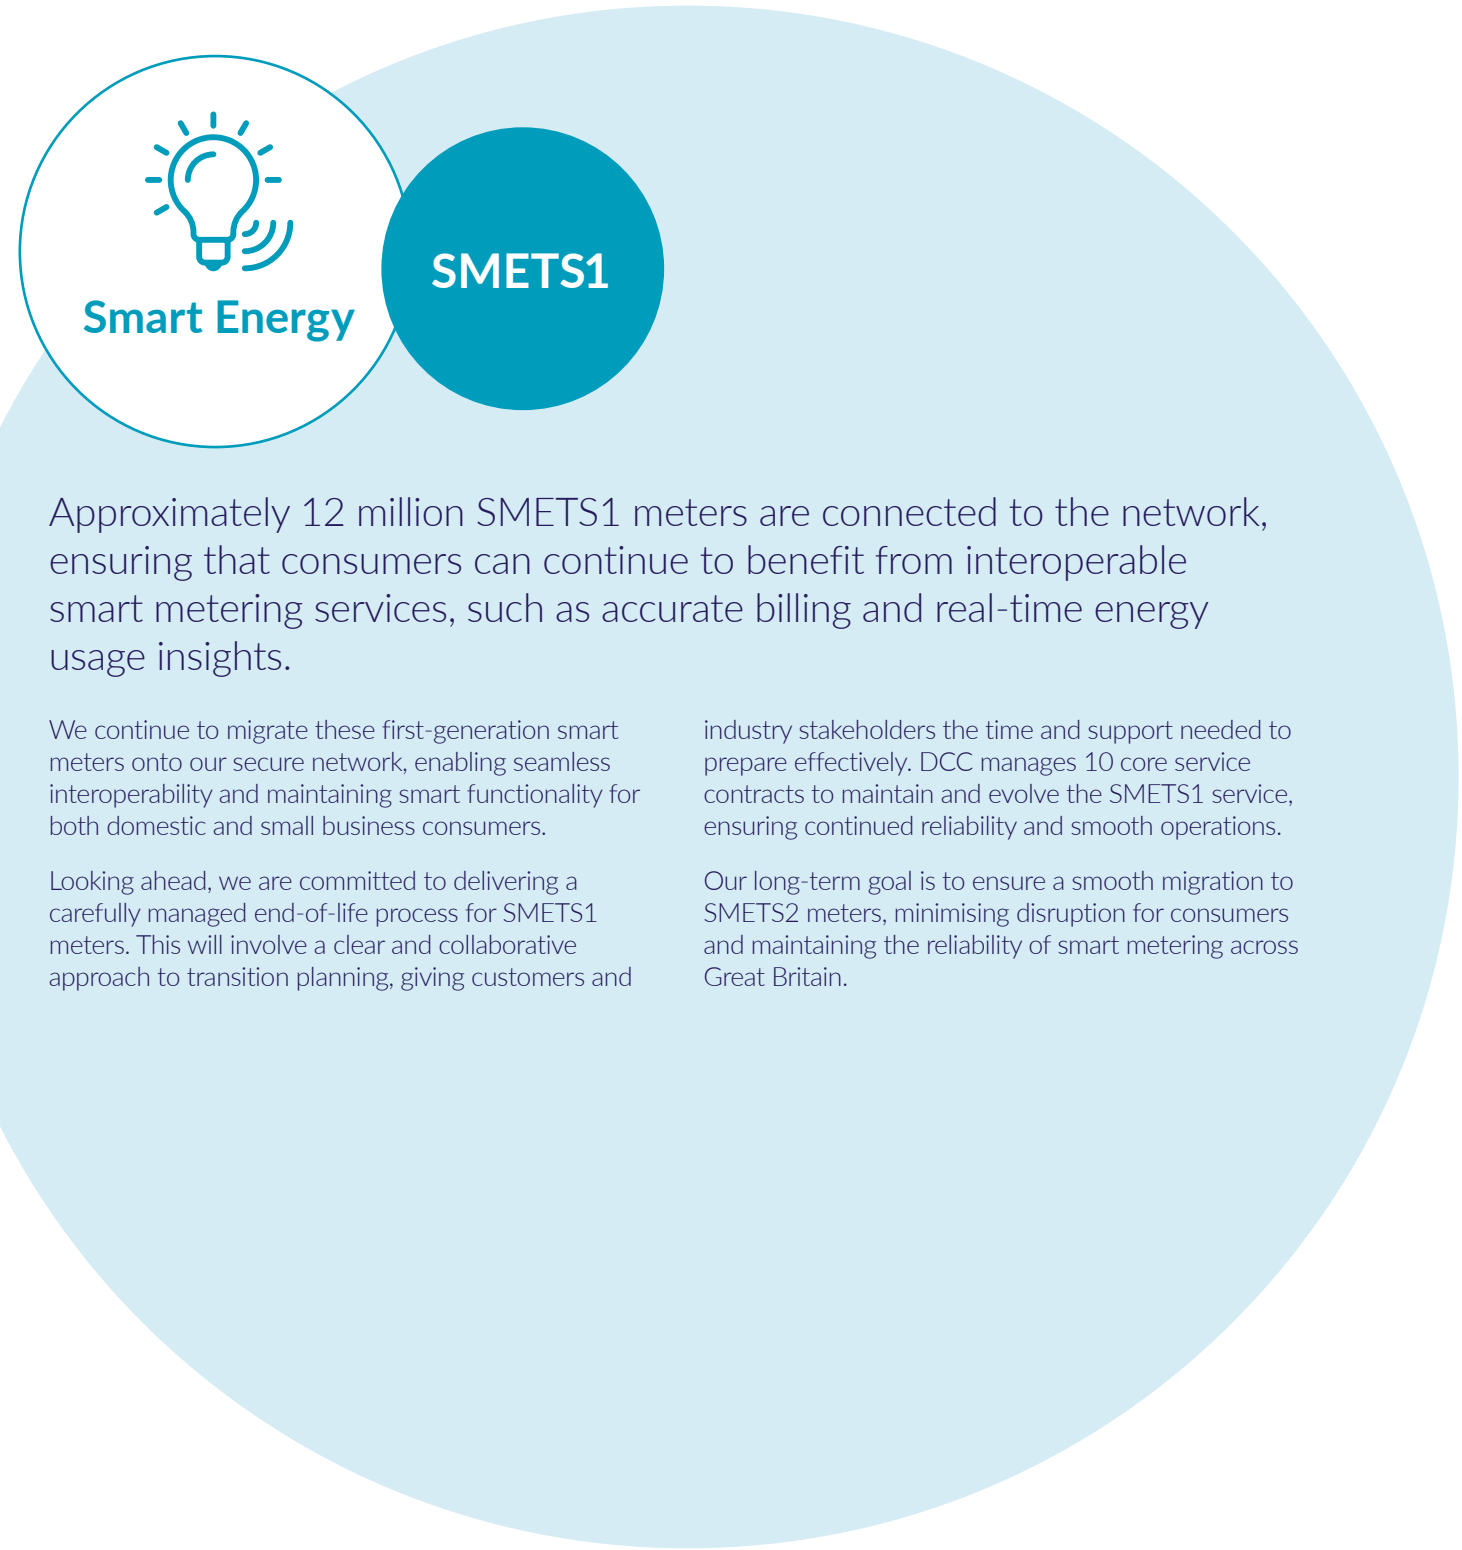 Smart Energy
SMETS1
Approximately 12 million SMETS1 meters are connected to the network,
ensuring that consumers can continue to benefit from interoperable
smart metering services, such as accurate billing and real-time energy
usage insights.
We continue to migrate these first-generation smart
meters onto our secure network, enabling seamless
interoperability and maintaining smart functionality for
both domestic and small business consumers.
Looking ahead, we are committed to delivering a
carefully managed end-of-life process for SMETS1
meters. This will involve a clear and collaborative
approach to transition planning, giving customers and
industry stakeholders the time and support needed to
prepare effectively. DCC manages 10 core service
contracts to maintain and evolve the SMETS1 service,
ensuring continued reliability and smooth operations.
Our long-term goal is to ensure a smooth migration to
SMETS2 meters, minimising disruption for consumers
and maintaining the reliability of smart metering across
Great Britain.